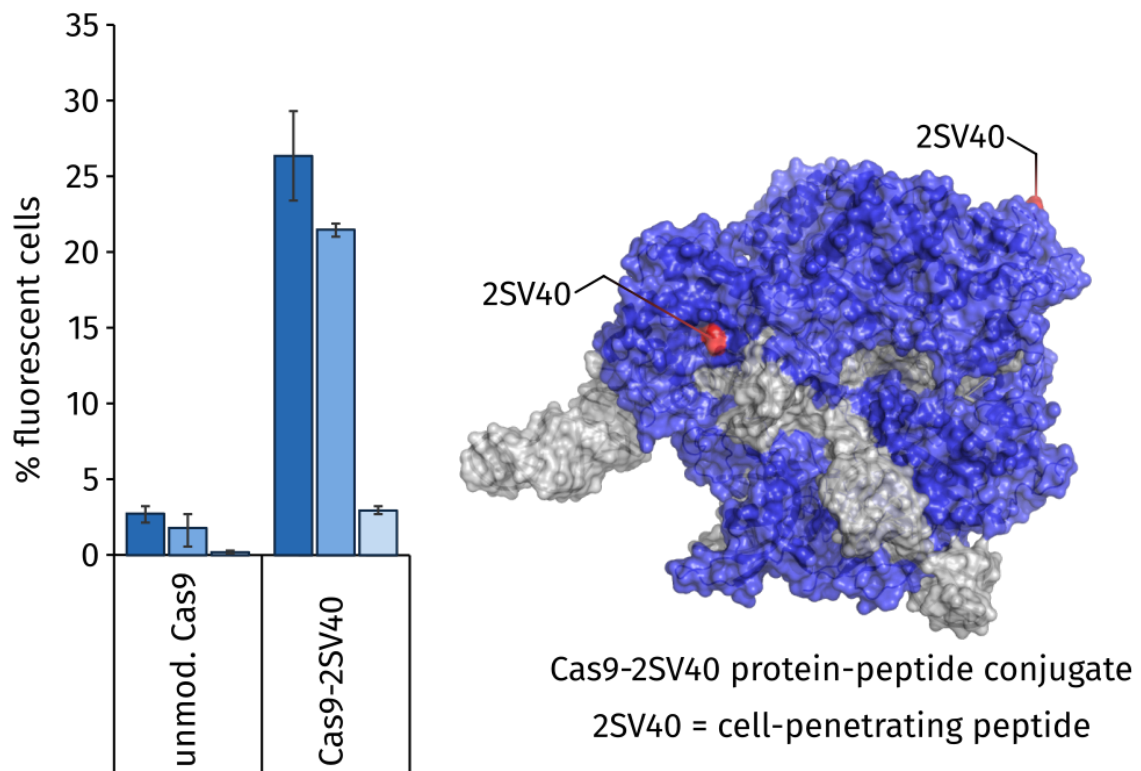 35
30
25
20
15
10
5
0
% fluorescent cells
unmod. Cas9
Cas9-2SV40
2SV40
2SV40
Cas9-2SV40 protein-peptide conjugate
2SV40 = cell-penetrating peptide